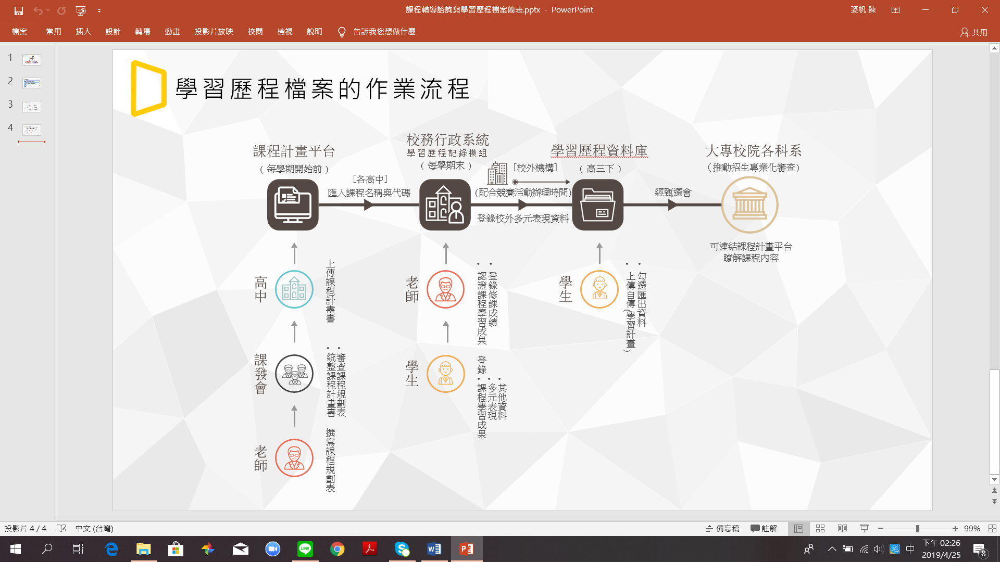 課程輔導諮詢與學習歷程檔案簡表.pptx - PowerPoint
姿帆 陳
檔案 常用 插入 設計 轉場 動畫 投影片放映 校閱 檢視 說明 告訴我您想做什麼 共用
1
2
3
4
學習歷程檔案的作業流程
課程計畫平台
( 每學期開始前 )
校務行政系統
學習歷程記錄模組
( 每學期末 )
學習歷程資料庫
( 高三下 )
大專校院各科系
(推動招生專業化審查)
[各高中]
匯入課程名稱與代碼
[校外機構]
(配合競賽活動辦理時間)
登錄校外多元表現資料
經甄選會
可連結課程計畫平台
瞭解課程內容
高中
上傳課程計畫書
課發會
• 審查課程規劃表
• 統整課程計畫書
老師
撰寫課程規劃表
老師
• 登錄修課成績
• 認證課程學習成果
學生
登錄
• 其他資料
• 多元表現
• 課程學習成果
學生
• 勾選匯出資料
• 上傳自傳(學習計畫)
投影片 4 / 4 中文 (台灣) 備忘稿 註解 99%
中
下午 02:26
2019/4/25
8